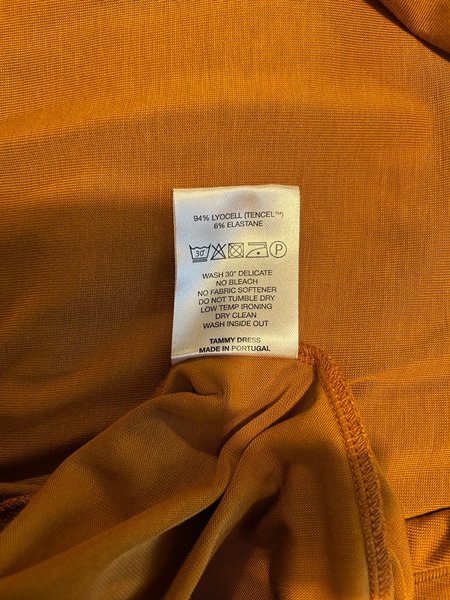 94% LYOCELL (TENCEL™)
6% ELASTANE
30° P
WASH 30° DELICATE
NO BLEACH
NO FABRIC SOFTENER
DO NOT TUMBLE DRY
LOW TEMP IRONING
DRY CLEAN
WASH INSIDE OUT
TAMMY DRESS
MADE IN PORTUGAL